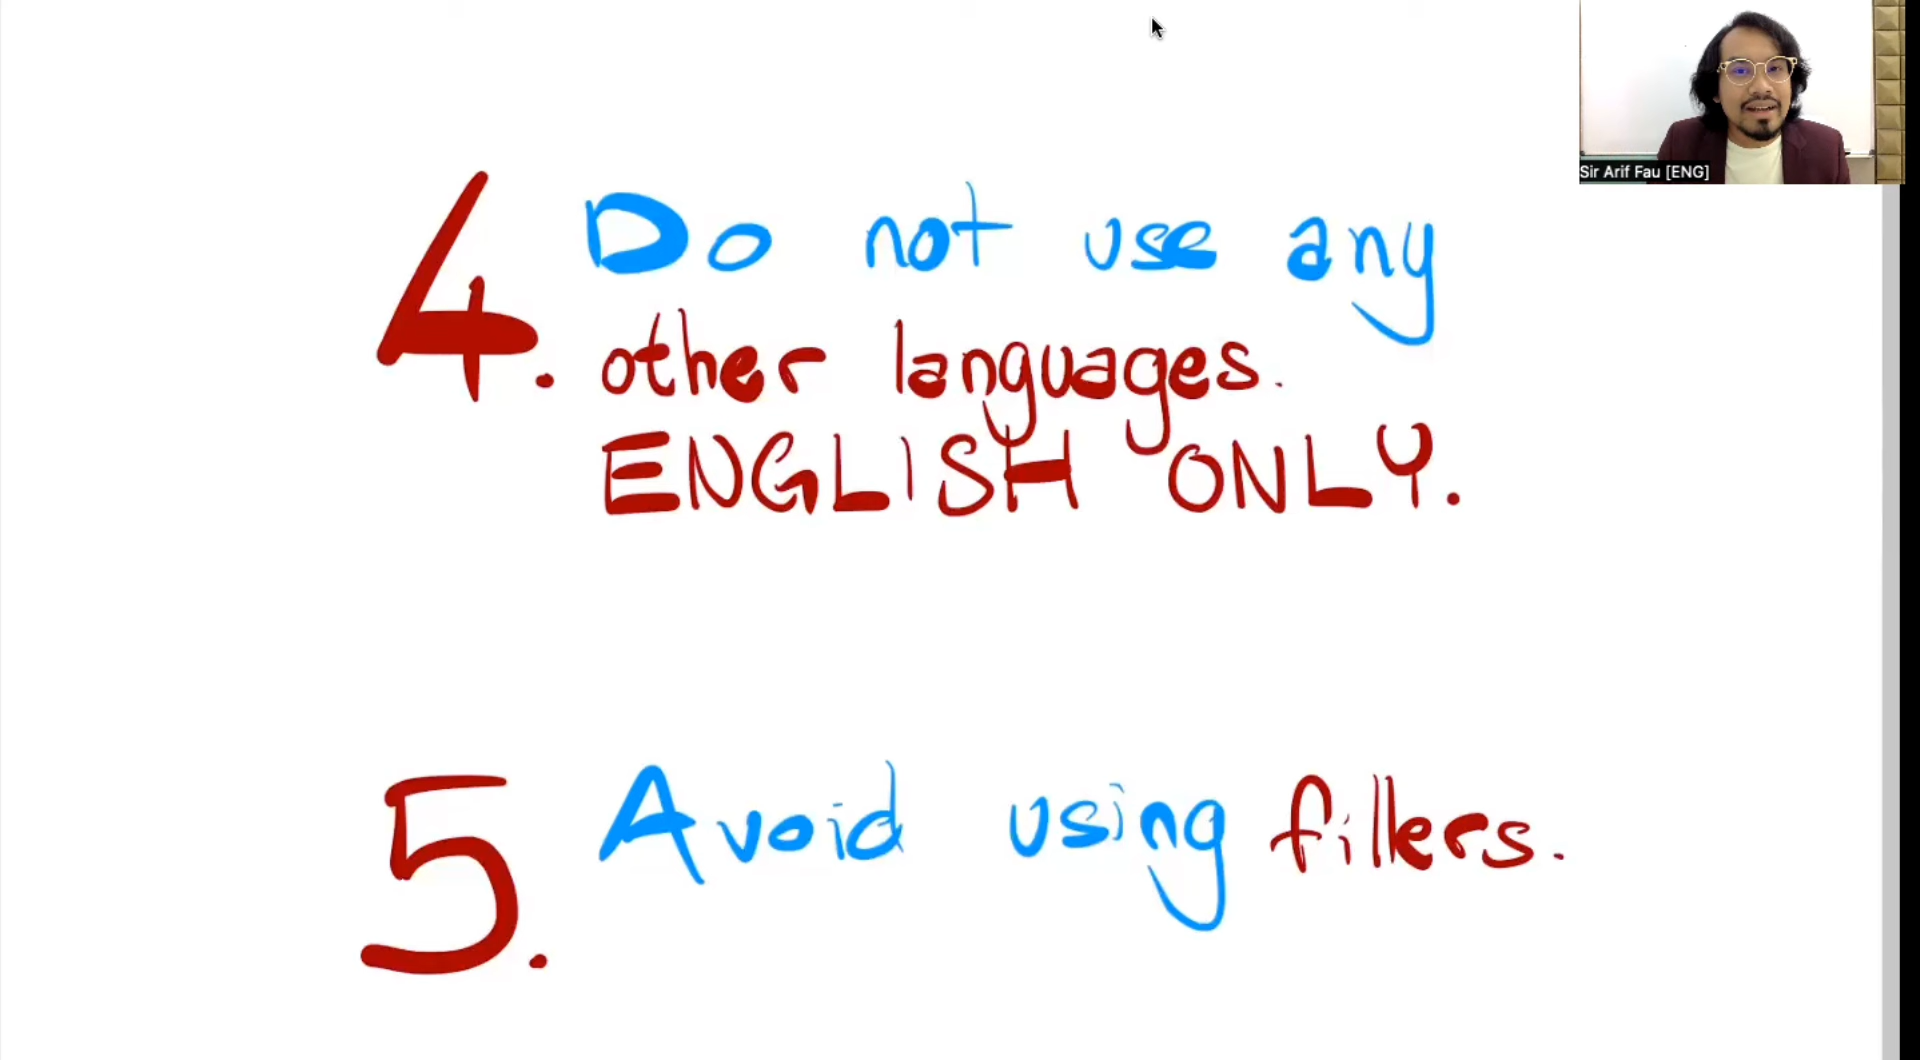 Sir Arif Fau [ENG]
4. Do not use any
other languages.
ENGLISH ONLY.
5. Avoid using fillers.